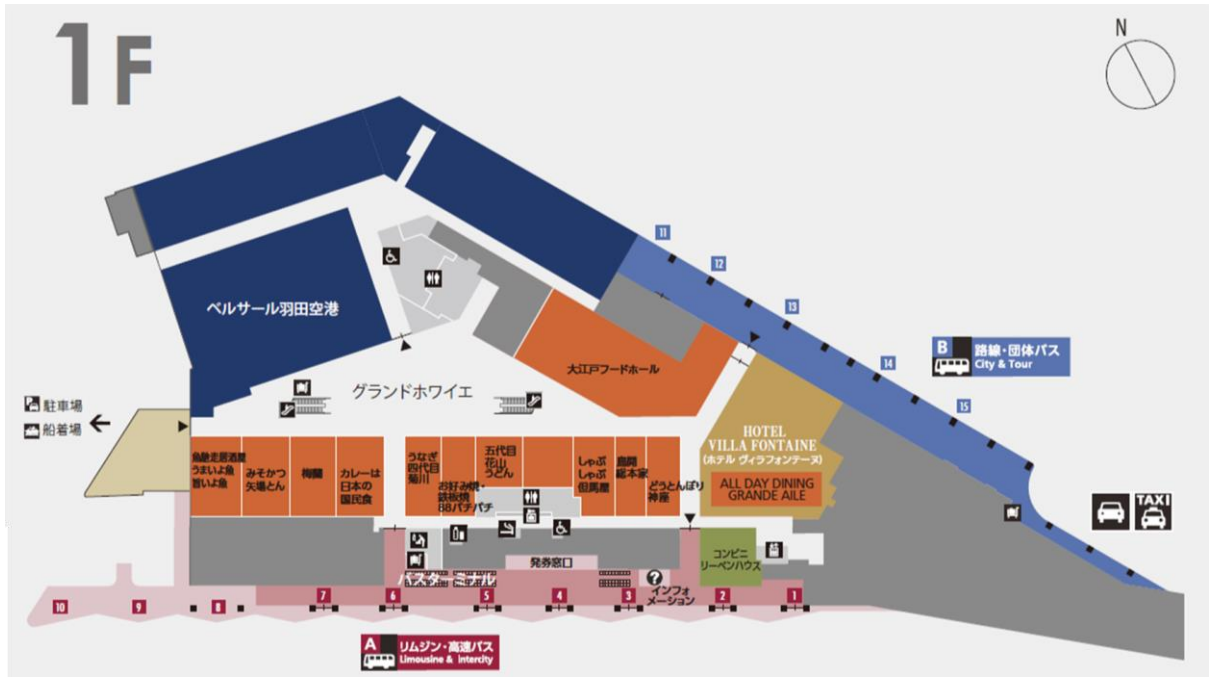 1F
N
11
12
13
14
15
ベルサール羽田空港
大江戸フードホール
グランドホワイエ
B
路線・団体バス
City & Tour
駐車場
船着場
HOTEL
VILLA FONTAINE
(ホテル ヴィラフォンテーヌ)
ALL DAY DINING
GRANDE AILE
うまいよ魚
旨いよ魚
みそかつ
矢場とん
梅蘭
カレーは
日本の
国民食
うなぎ
四代目
菊川
お好み焼・
鉄板焼
88パチパチ
五代目
花山
うどん
しゃぶ
しゃぶ
但馬屋
鳥開
総本家
どうとんぼり
神座
TAXI
コンビニ
リーベンハウス
発券窓口
バスターミナル
?
インフォ
メーション
10
9
8
7
6
5
4
3
2
1
A
リムジン・高速バス
Limousine & Intercity